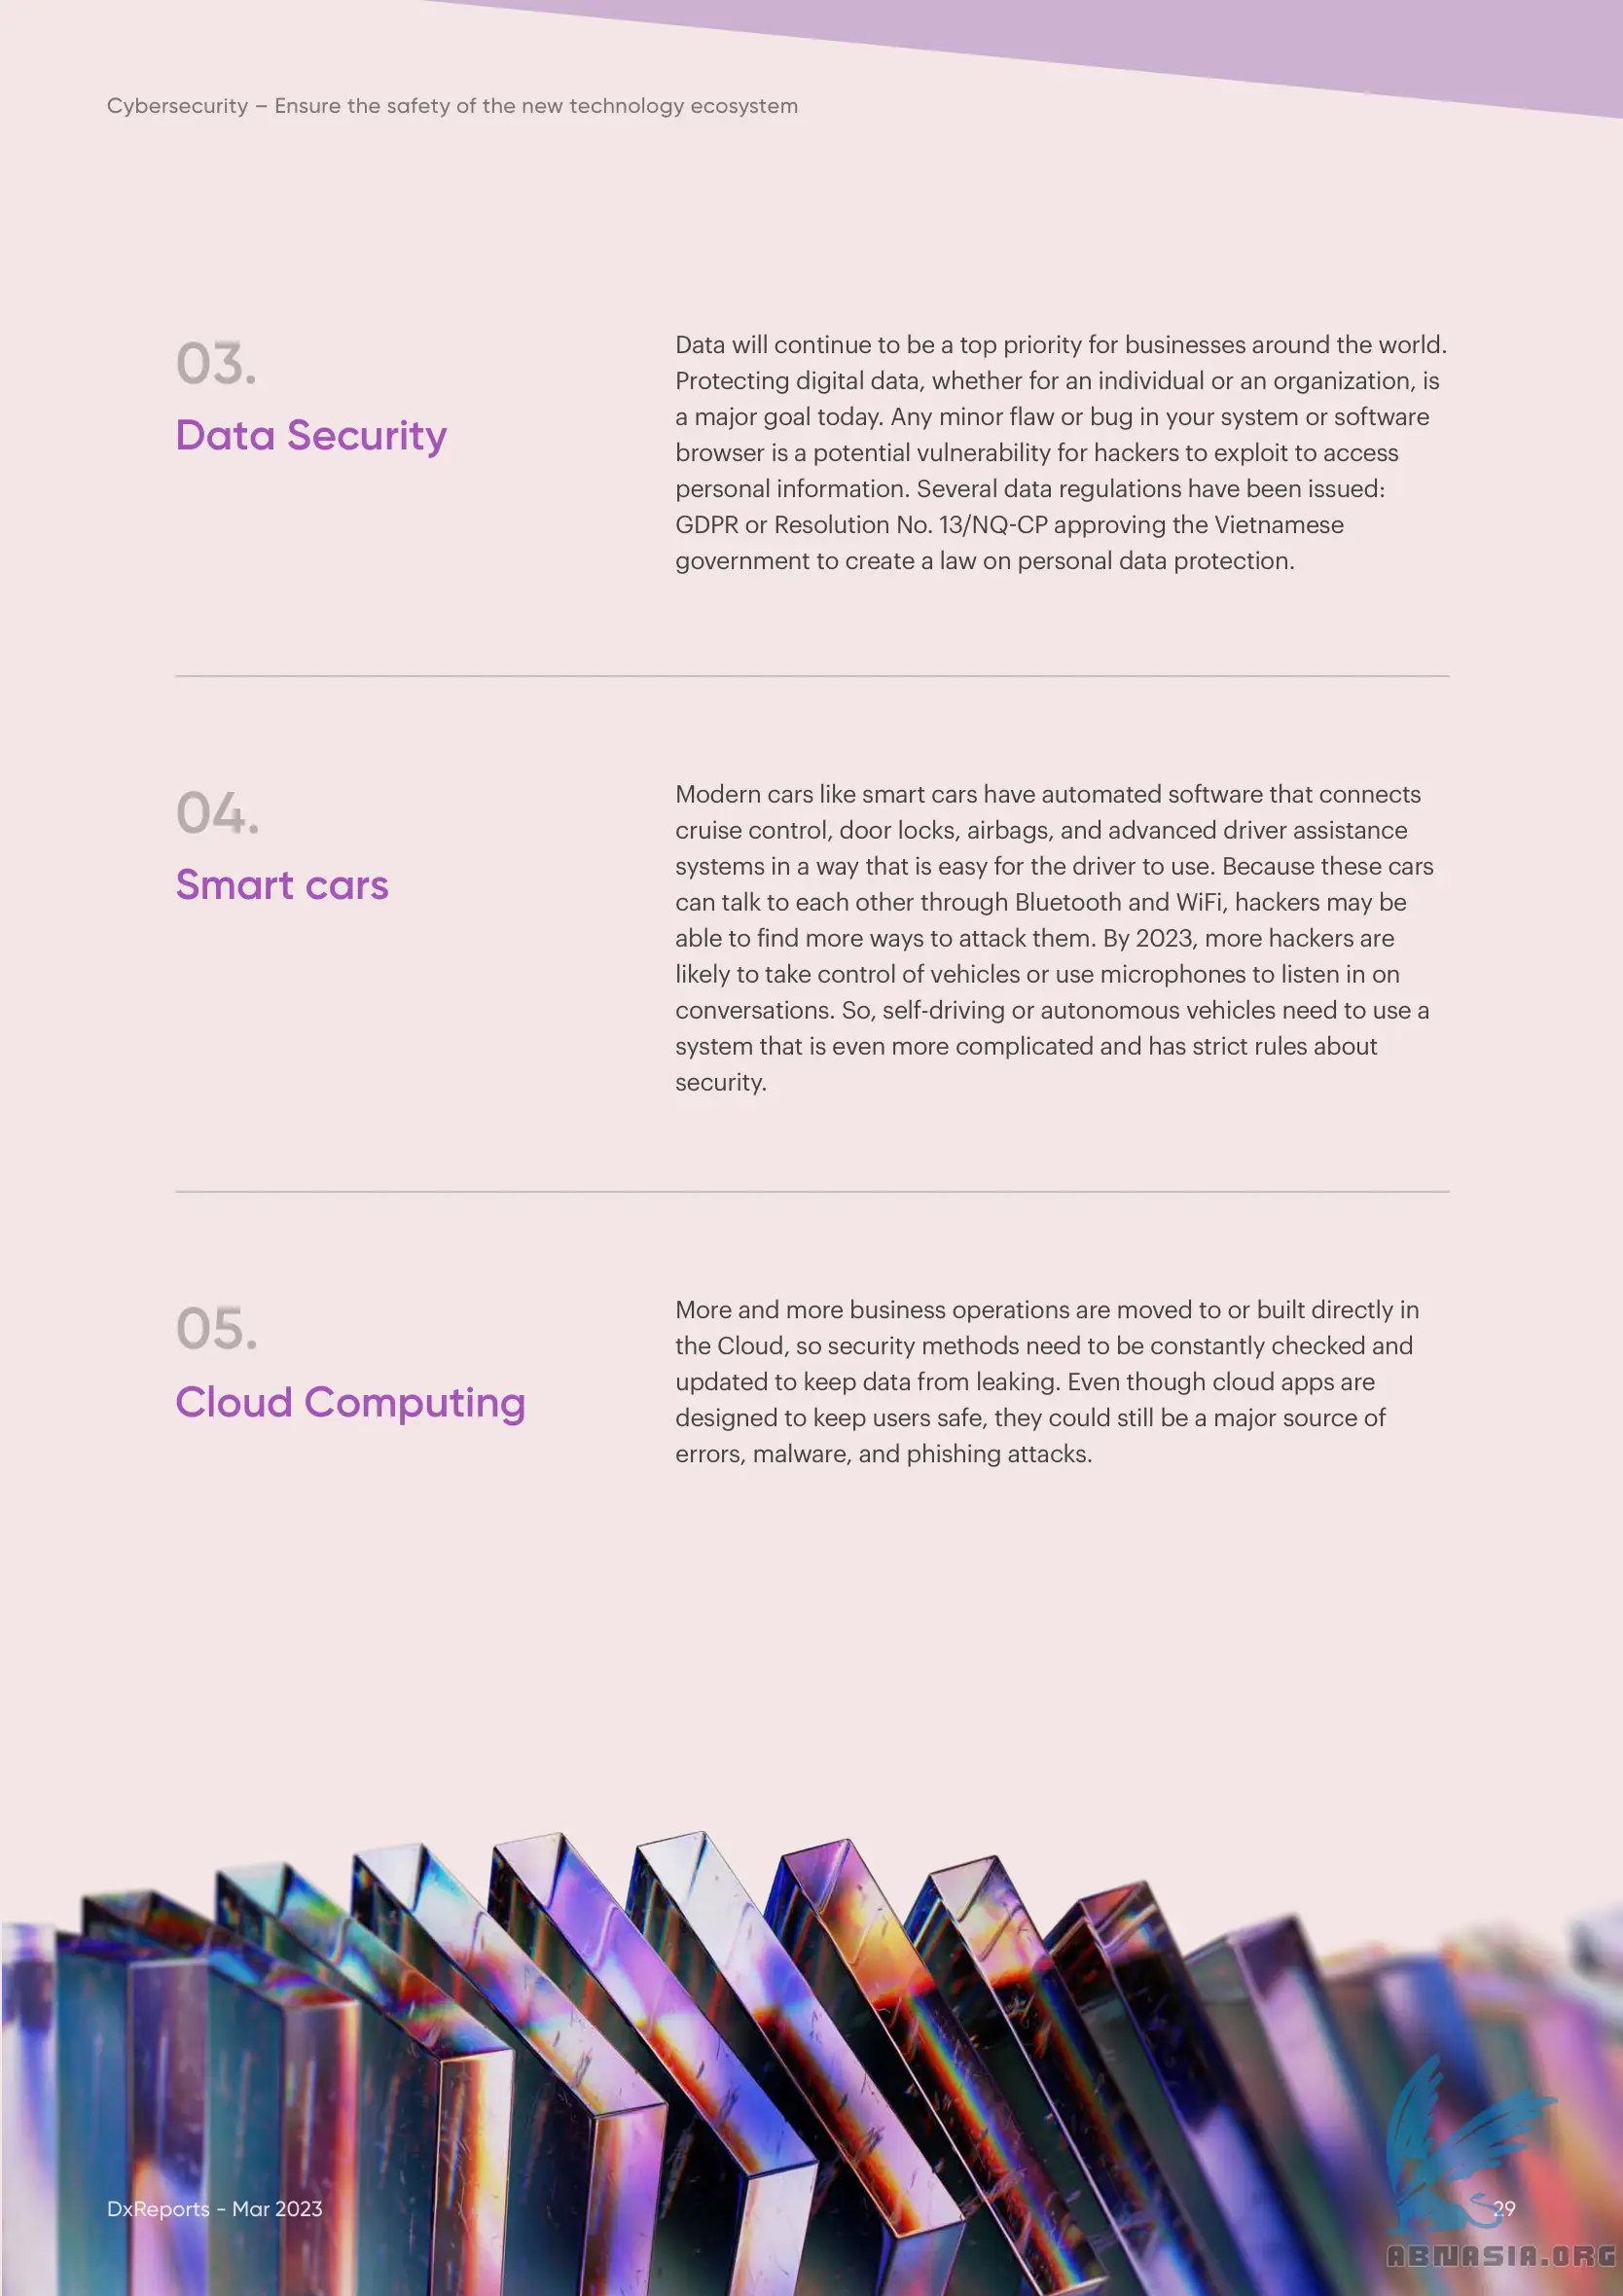 Cybersecurity – Ensure the safety of the new technology ecosystem
03.
Data Security
Data will continue to be a top priority for businesses around the world.
Protecting digital data, whether for an individual or an organization, is
a major goal today. Any minor flaw or bug in your system or software
browser is a potential vulnerability for hackers to exploit to access
personal information. Several data regulations have been issued:
GDPR or Resolution No. 13/NQ-CP approving the Vietnamese
government to create a law on personal data protection.
04.
Smart cars
Modern cars like smart cars have automated software that connects
cruise control, door locks, airbags, and advanced driver assistance
systems in a way that is easy for the driver to use. Because these cars
can talk to each other through Bluetooth and WiFi, hackers may be
able to find more ways to attack them. By 2023, more hackers are
likely to take control of vehicles or use microphones to listen in on
conversations. So, self-driving or autonomous vehicles need to use a
system that is even more complicated and has strict rules about
security.
05.
Cloud Computing
More and more business operations are moved to or built directly in
the Cloud, so security methods need to be constantly checked and
updated to keep data from leaking. Even though cloud apps are
designed to keep users safe, they could still be a major source of
errors, malware, and phishing attacks.
DxReports - Mar 2023
29
ABNASIA.ORG